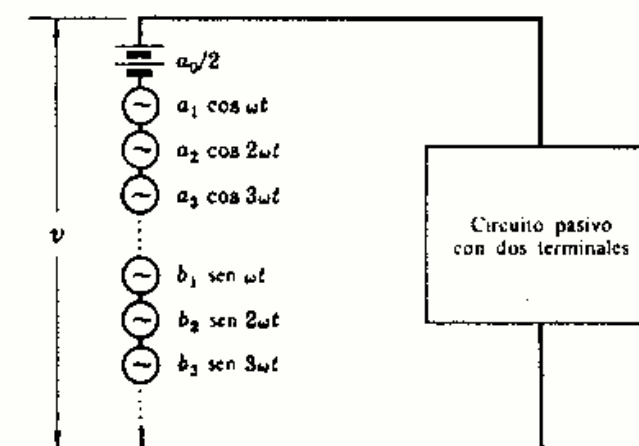 a₀/2
a₁ cos ωt
a₂ cos 2ωt
a₃ cos 3ωt
v
b₁ sen ωt
b₂ sen 2ωt
b₃ sen 3ωt
Circuito pasivo
con dos terminales